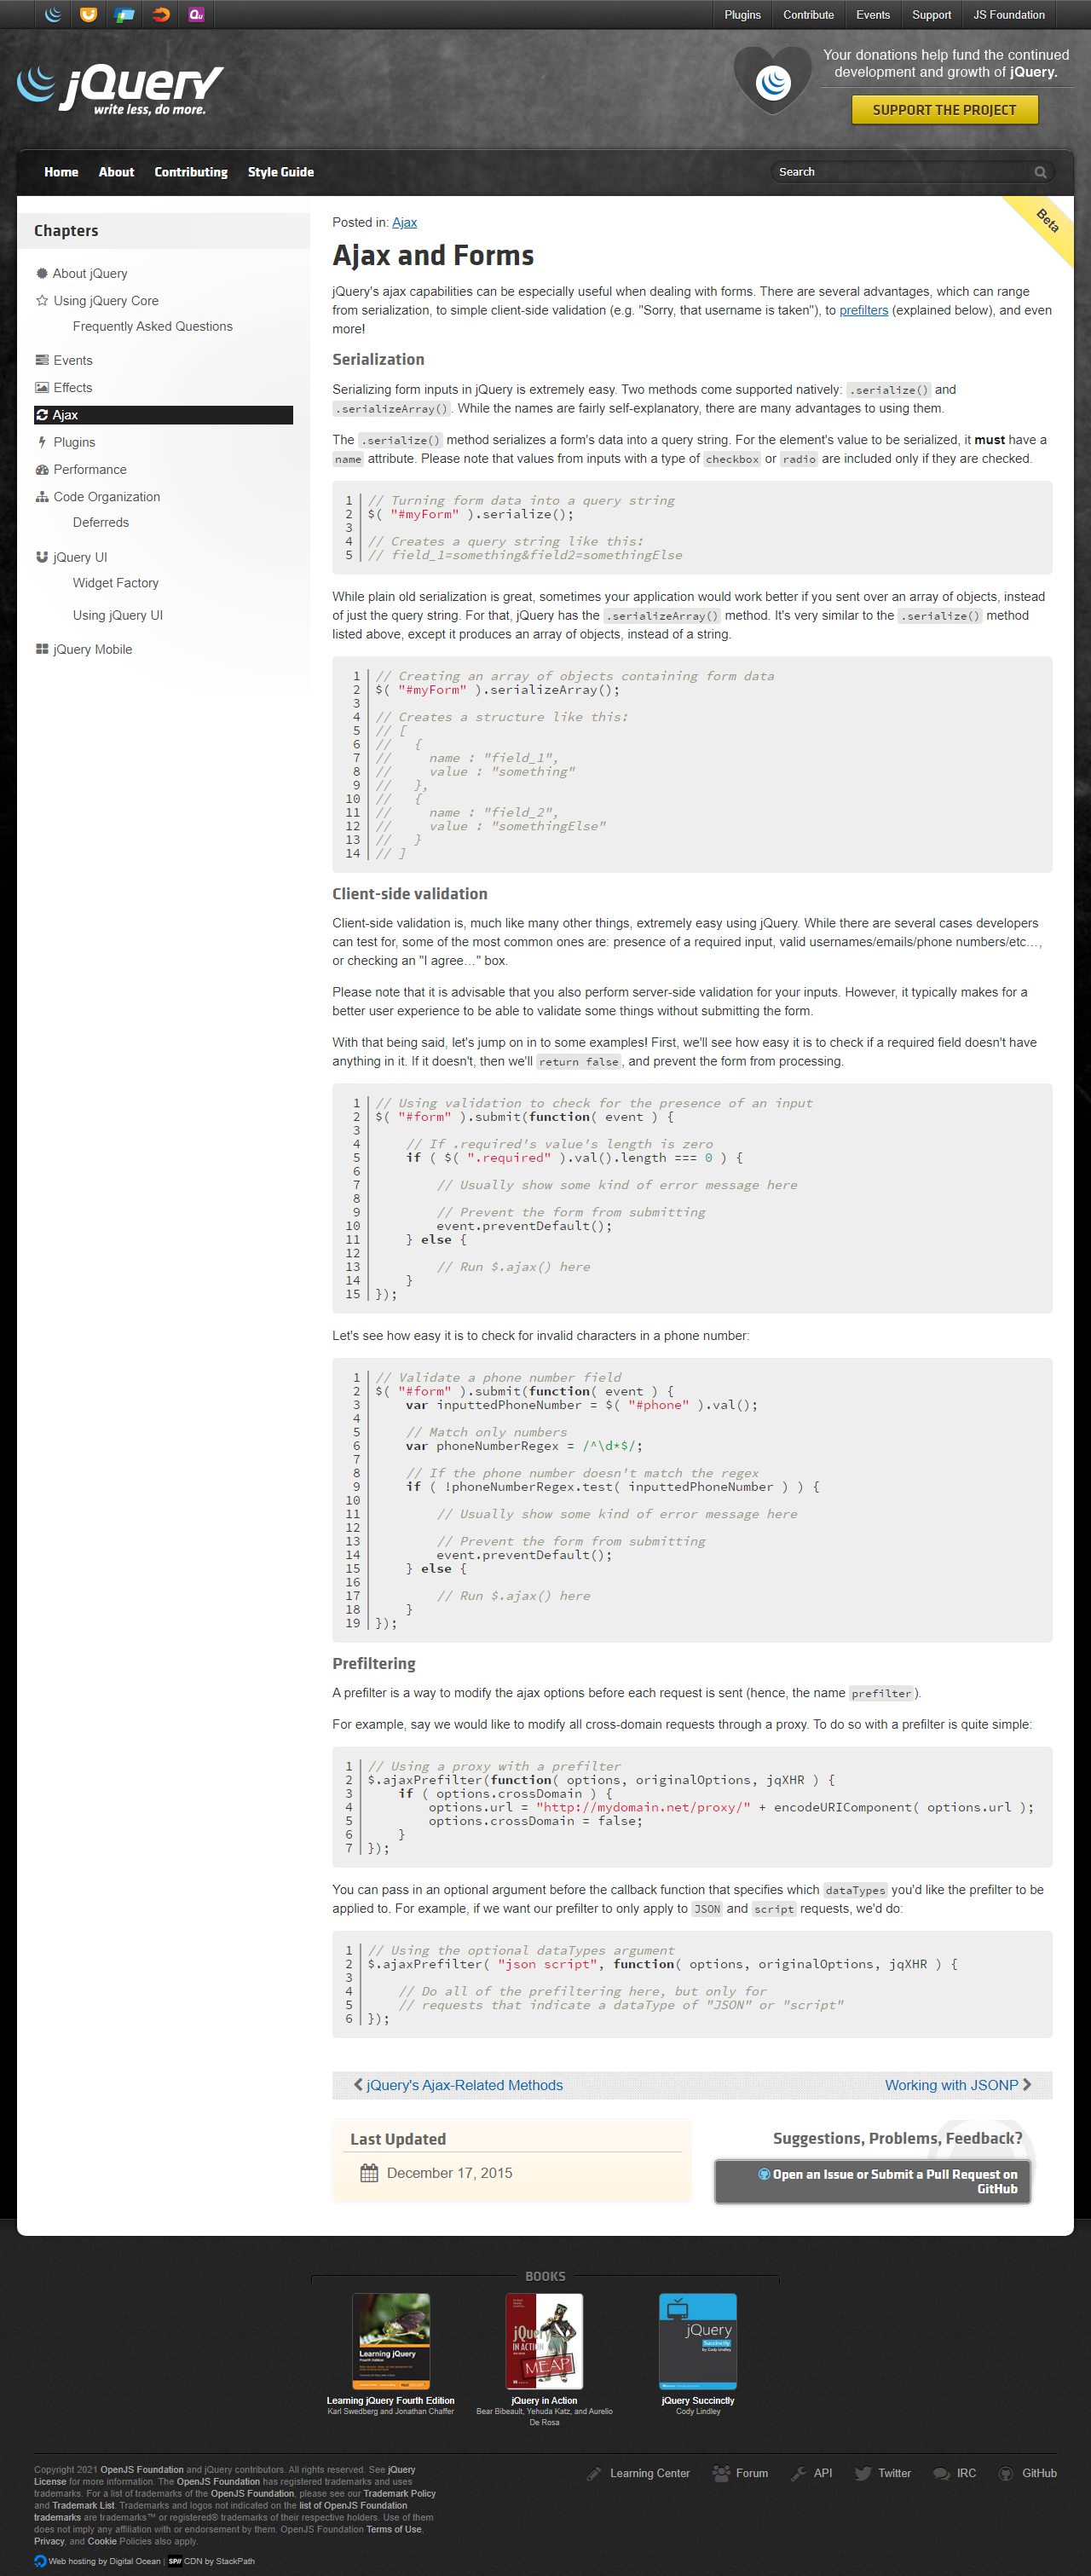 Plugins Contribute Events Support JS Foundation
jQuery
write less, do more.
Your donations help fund the continued
development and growth of jQuery.
SUPPORT THE PROJECT
Home About Contributing Style Guide
Search
Beta
Chapters
About jQuery
Using jQuery Core
Frequently Asked Questions
Events
Effects
Ajax
Plugins
Performance
Code Organization
Deferreds
jQuery UI
Widget Factory
Using jQuery UI
jQuery Mobile
Posted in: Ajax
Ajax and Forms
jQuery's ajax capabilities can be especially useful when dealing with forms. There are several advantages, which can range
from serialization, to simple client-side validation (e.g. "Sorry, that username is taken"), to prefilters (explained below), and even
more!
Serialization
Serializing form inputs in jQuery is extremely easy. Two methods come supported natively: .serialize() and
.serializeArray(). While the names are fairly self-explanatory, there are many advantages to using them.
The .serialize() method serializes a form's data into a query string. For the element's value to be serialized, it must have a
name attribute. Please note that values from inputs with a type of checkbox or radio are included only if they are checked.
1 // Turning form data into a query string
2 $( "#myForm" ).serialize();
3
4 // Creates a query string like this:
5 // field_1=something&field2=somethingElse
While plain old serialization is great, sometimes your application would work better if you sent over an array of objects, instead
of just the query string. For that, jQuery has the .serializeArray() method. It's very similar to the .serialize() method
listed above, except it produces an array of objects, instead of a string.
1 // Creating an array of objects containing form data
2 $( "#myForm" ).serializeArray();
3
4 // Creates a structure like this:
5 // [
6 //   {
7 //     name : "field_1",
8 //     value : "something"
9 //   },
10 //   {
11 //     name : "field_2",
12 //     value : "somethingElse"
13 //   }
14 // ]
Client-side validation
Client-side validation is, much like many other things, extremely easy using jQuery. While there are several cases developers
can test for, some of the most common ones are: presence of a required input, valid usernames/emails/phone numbers/etc…,
or checking an "I agree…" box.
Please note that it is advisable that you also perform server-side validation for your inputs. However, it typically makes for a
better user experience to be able to validate some things without submitting the form.
With that being said, let's jump on in to some examples! First, we'll see how easy it is to check if a required field doesn't have
anything in it. If it doesn't, then we'll return false, and prevent the form from processing.
1 // Using validation to check for the presence of an input
2 $( "#form" ).submit(function( event ) {
3
4     // If .required's value's length is zero
5     if ( $( ".required" ).val().length === 0 ) {
6
7         // Usually show some kind of error message here
8
9         // Prevent the form from submitting
10         event.preventDefault();
11     } else {
12
13         // Run $.ajax() here
14     }
15 });
Let's see how easy it is to check for invalid characters in a phone number:
1 // Validate a phone number field
2 $( "#form" ).submit(function( event ) {
3     var inputtedPhoneNumber = $( "#phone" ).val();
4
5     // Match only numbers
6     var phoneNumberRegex = /^\d*$/;
7
8     // If the phone number doesn't match the regex
9     if ( !phoneNumberRegex.test( inputtedPhoneNumber ) ) {
10
11         // Usually show some kind of error message here
12
13         // Prevent the form from submitting
14         event.preventDefault();
15     } else {
16
17         // Run $.ajax() here
18     }
19 });
Prefiltering
A prefilter is a way to modify the ajax options before each request is sent (hence, the name prefilter).
For example, say we would like to modify all cross-domain requests through a proxy. To do so with a prefilter is quite simple:
1 // Using a proxy with a prefilter
2 $.ajaxPrefilter(function( options, originalOptions, jqXHR ) {
3     if ( options.crossDomain ) {
4         options.url = "http://mydomain.net/proxy/" + encodeURIComponent( options.url );
5         options.crossDomain = false;
6     }
7 });
You can pass in an optional argument before the callback function that specifies which dataTypes you'd like the prefilter to be
applied to. For example, if we want our prefilter to only apply to JSON and script requests, we'd do:
1 // Using the optional dataTypes argument
2 $.ajaxPrefilter( "json script", function( options, originalOptions, jqXHR ) {
3
4     // Do all of the prefiltering here, but only for
5     // requests that indicate a dataType of "JSON" or "script"
6 });
jQuery's Ajax-Related Methods Working with JSONP
Last Updated
December 17, 2015
Suggestions, Problems, Feedback?
Open an Issue or Submit a Pull Request on
GitHub
BOOKS
Learning jQuery
jQuery
IN ACTION
MEAP
jQuery
Succinctly
Learning jQuery Fourth Edition
Karl Swedberg and Jonathan Chaffer
jQuery in Action
Bear Bibeault, Yehuda Katz, and Aurelio
De Rosa
jQuery Succinctly
Cody Lindley
Copyright 2021 OpenJS Foundation and jQuery contributors. All rights reserved. See jQuery
License for more information. The OpenJS Foundation has registered trademarks and uses
trademarks. For a list of trademarks of the OpenJS Foundation, please see our Trademark Policy
and Trademark List. Trademarks and logos not indicated on the list of OpenJS Foundation
trademarks are trademarks™ or registered® trademarks of their respective holders. Use of them
does not imply any affiliation with or endorsement by them. OpenJS Foundation Terms of Use,
Privacy, and Cookie Policies also apply.
Learning Center Forum API Twitter IRC GitHub
Web hosting by Digital Ocean | SP// CDN by StackPath